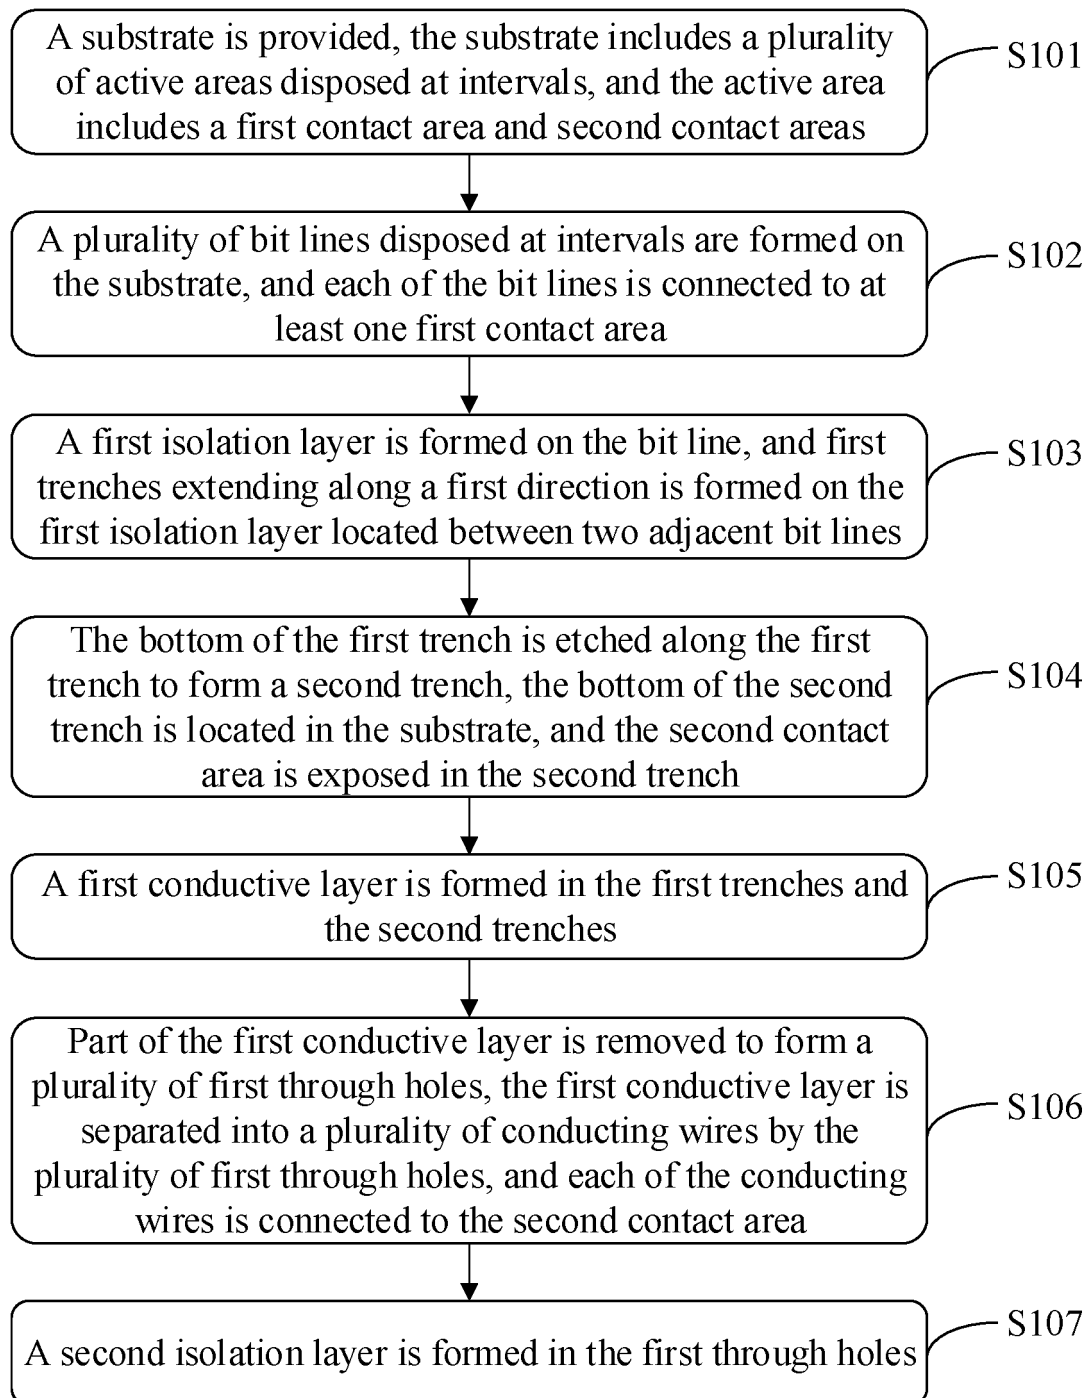 A substrate is provided, the substrate includes a plurality
of active areas disposed at intervals, and the active area
includes a first contact area and second contact areas
S101
A plurality of bit lines disposed at intervals are formed on
the substrate, and each of the bit lines is connected to at
least one first contact area
S102
A first isolation layer is formed on the bit line, and first
trenches extending along a first direction is formed on the
first isolation layer located between two adjacent bit lines
S103
The bottom of the first trench is etched along the first
trench to form a second trench, the bottom of the second
trench is located in the substrate, and the second contact
area is exposed in the second trench
S104
A first conductive layer is formed in the first trenches and
the second trenches
S105
Part of the first conductive layer is removed to form a
plurality of first through holes, the first conductive layer is
separated into a plurality of conducting wires by the
plurality of first through holes, and each of the conducting
wires is connected to the second contact area
S106
A second isolation layer is formed in the first through holes
S107